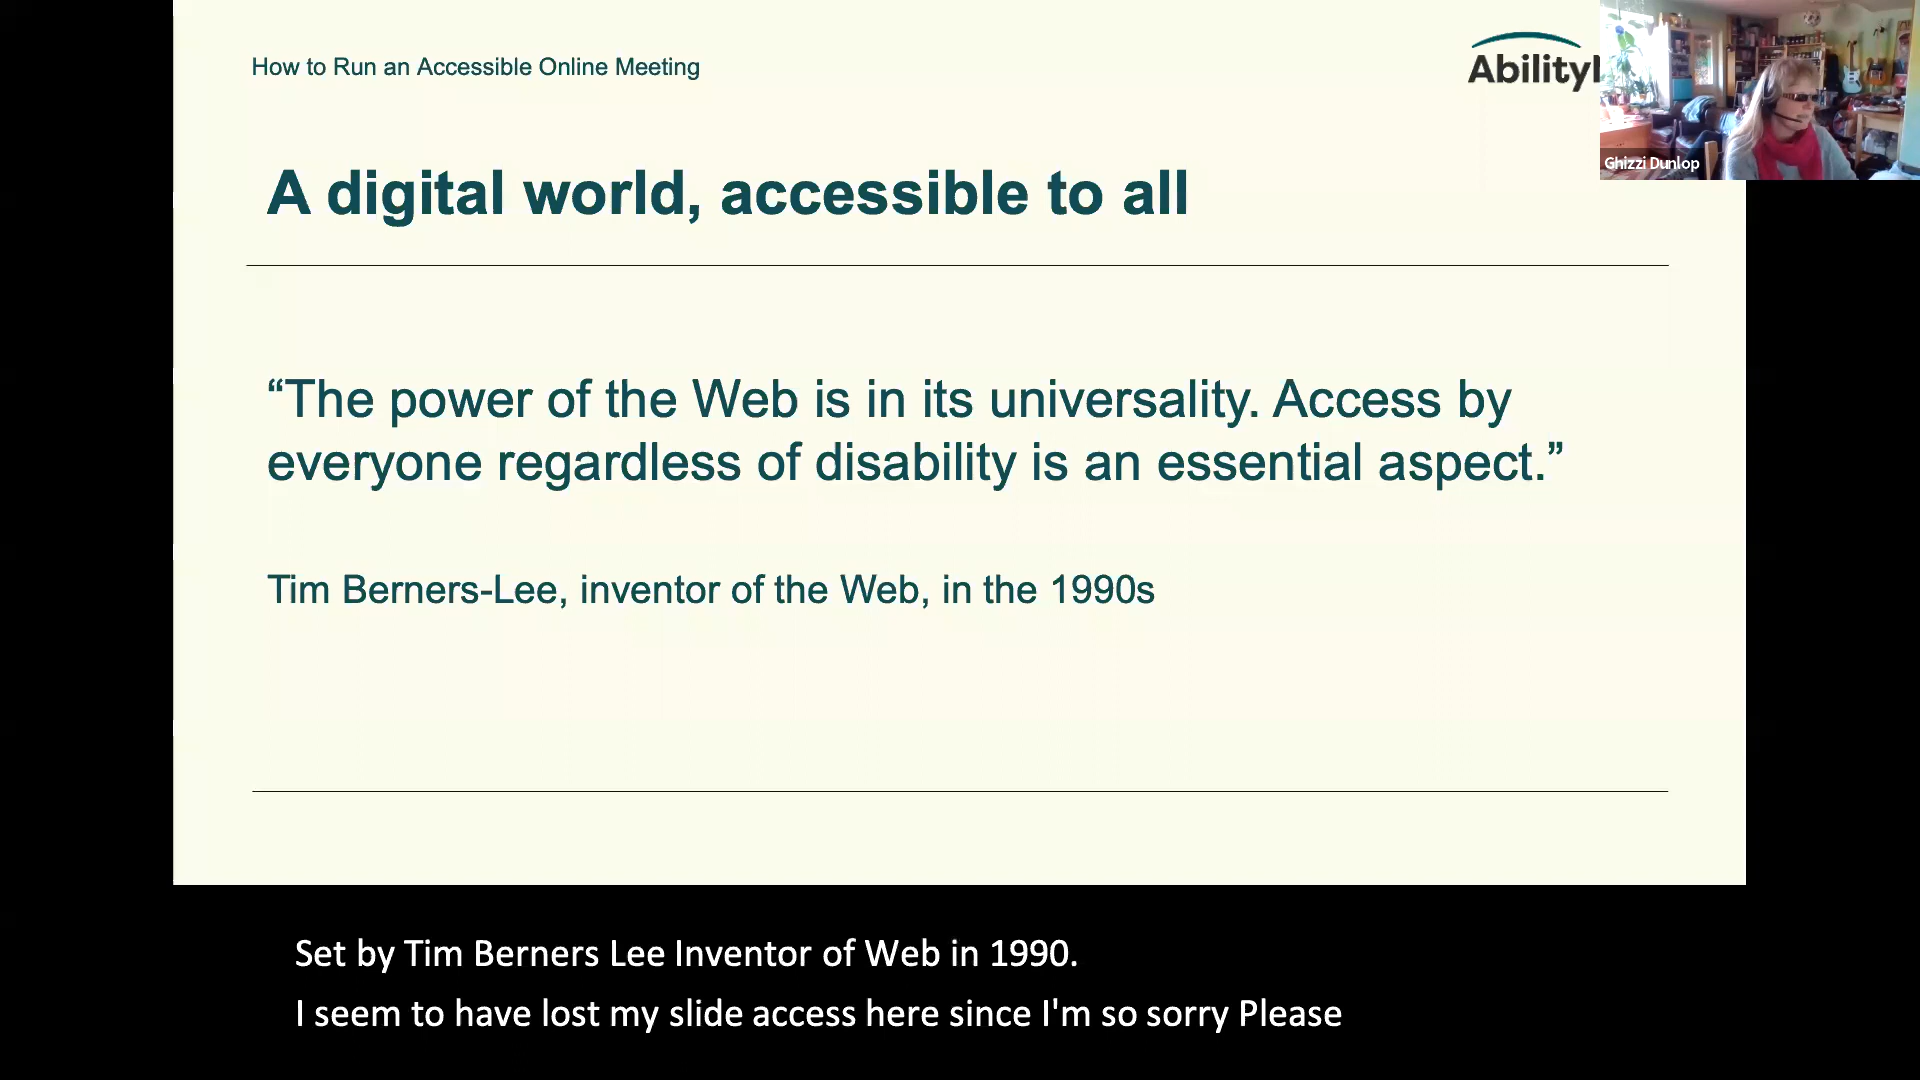 How to Run an Accessible Online Meeting
Ability
Ghizzi Dunlop
A digital world, accessible to all
“The power of the Web is in its universality. Access by
everyone regardless of disability is an essential aspect.”
Tim Berners-Lee, inventor of the Web, in the 1990s
Set by Tim Berners Lee Inventor of Web in 1990.
I seem to have lost my slide access here since I'm so sorry Please